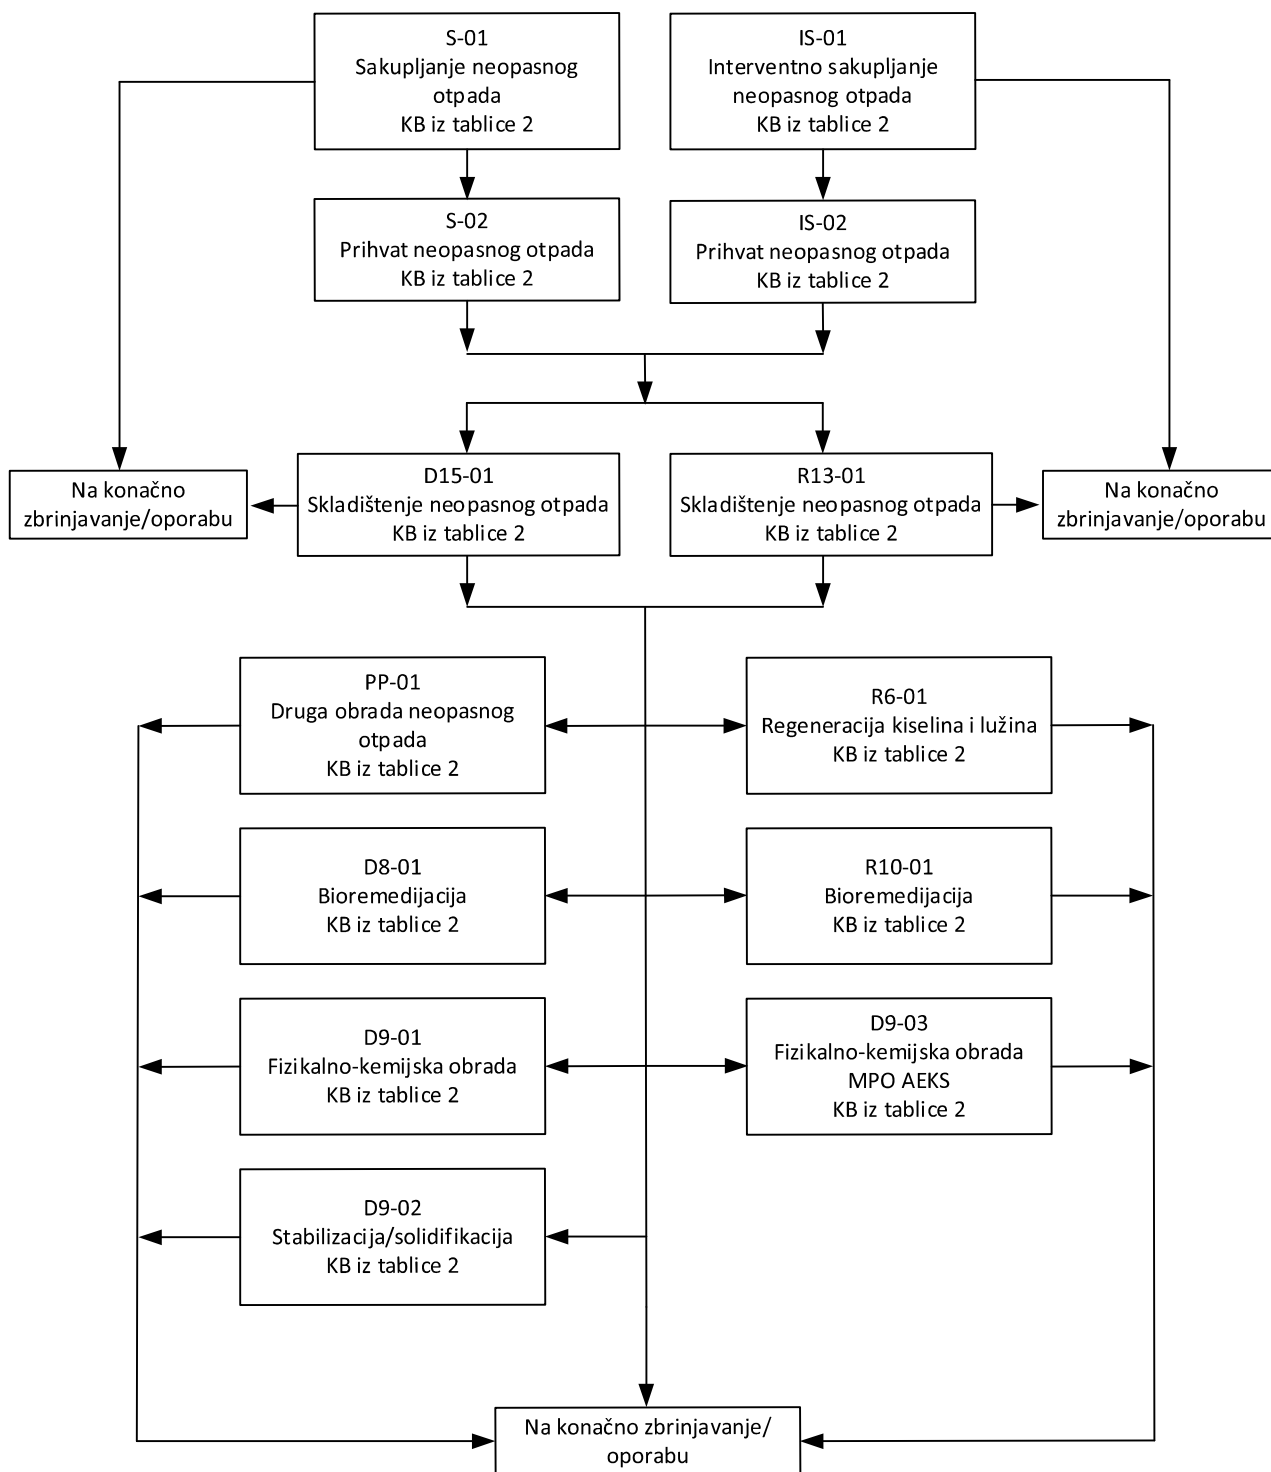 S-01
Sakupljanje neopasnog
otpada
KB iz tablice 2
IS-01
Interventno sakupljanje
neopasnog otpada
KB iz tablice 2
S-02
Prihvat neopasnog otpada
KB iz tablice 2
IS-02
Prihvat neopasnog otpada
KB iz tablice 2
Na konačno
zbrinjavanje/oporabu
D15-01
Skladištenje neopasnog otpada
KB iz tablice 2
R13-01
Skladištenje neopasnog otpada
KB iz tablice 2
Na konačno
zbrinjavanje/oporabu
PP-01
Druga obrada neopasnog
otpada
KB iz tablice 2
R6-01
Regeneracija kiselina i lužina
KB iz tablice 2
D8-01
Bioremedijacija
KB iz tablice 2
R10-01
Bioremedijacija
KB iz tablice 2
D9-01
Fizikalno-kemijska obrada
KB iz tablice 2
D9-03
Fizikalno-kemijska obrada
MPO AEKS
KB iz tablice 2
D9-02
Stabilizacija/solidifikacija
KB iz tablice 2
Na konačno zbrinjavanje/
oporabu